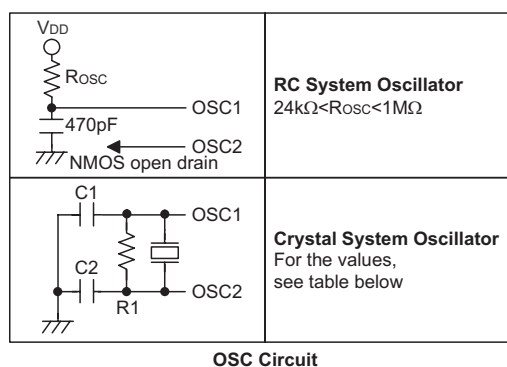 VDD
ROSC
OSC1
470pF
OSC2
NMOS open drain
RC System Oscillator
24kΩ<ROSC<1MΩ
C1
OSC1
C2
R1
OSC2
Crystal System Oscillator
For the values,
see table below
OSC Circuit